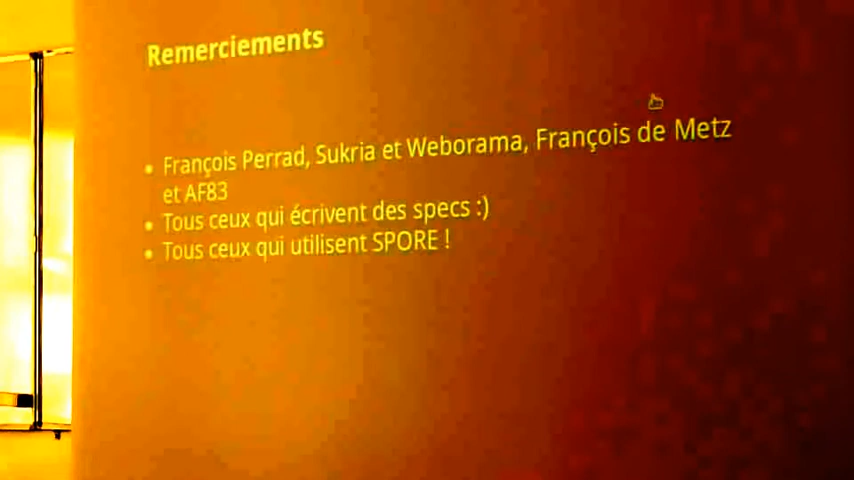 Remerciements
• François Perrad, Sukria et Weborama, François de Metz
et AF83
• Tous ceux qui écrivent des specs :)
• Tous ceux qui utilisent SPORE !